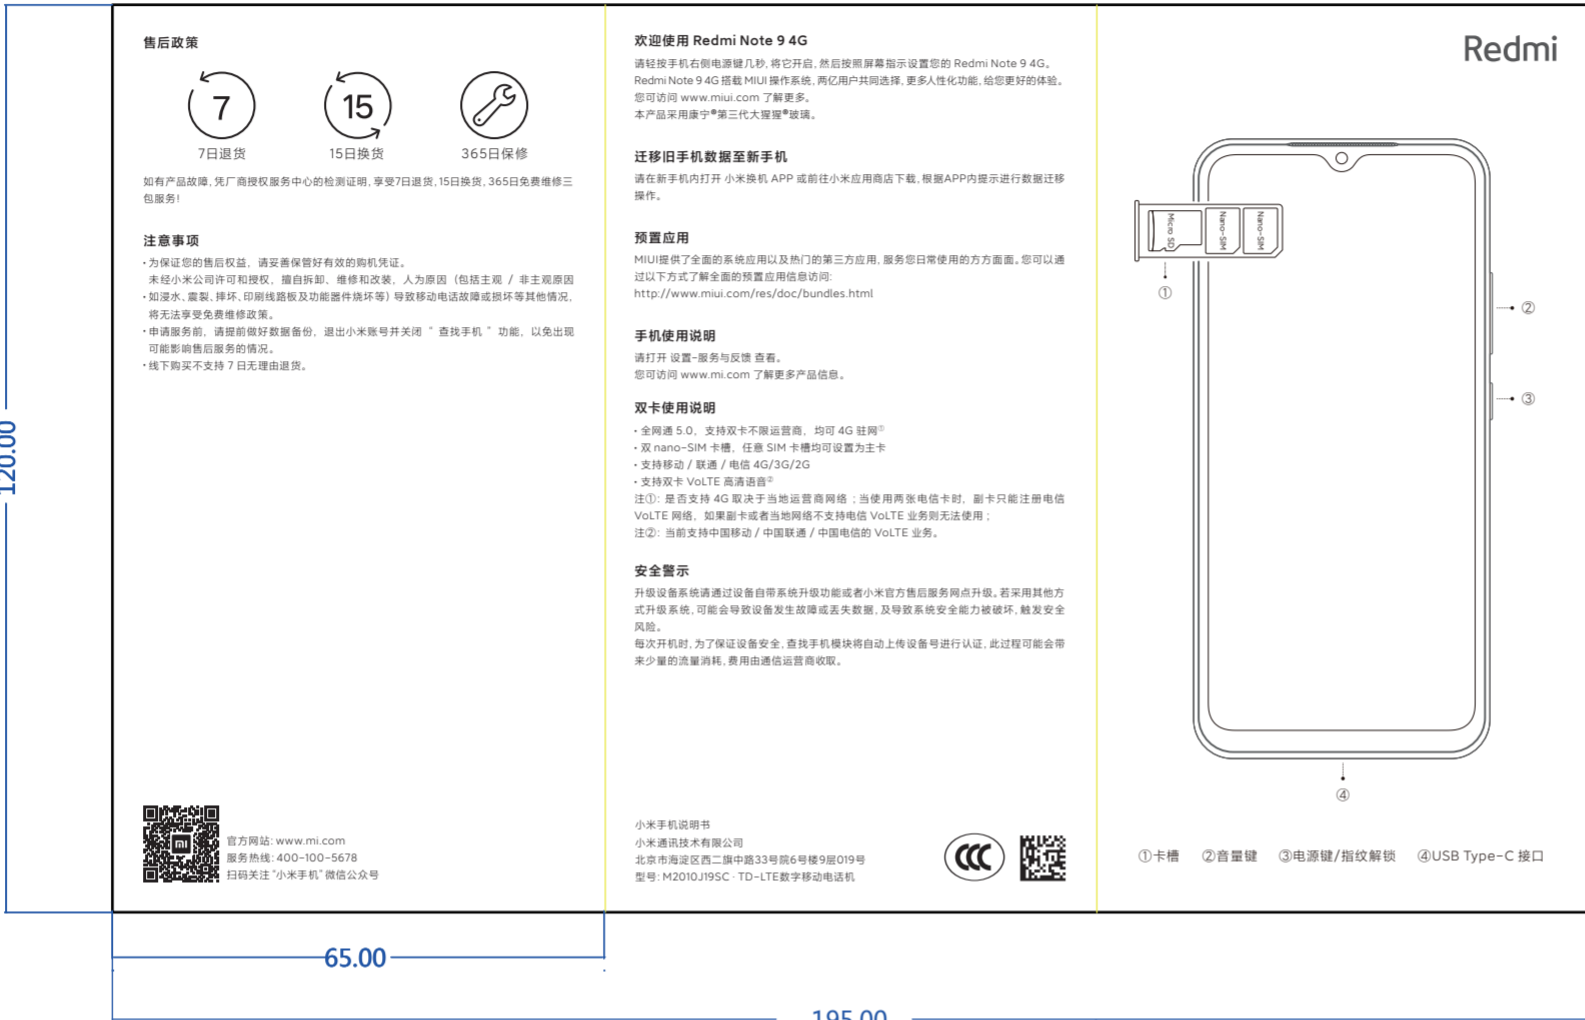 售后政策
7
15
7日退货
15日换货
365日保修
如有产品故障,凭厂商授权服务中心的检测证明,享受7日退货,15日换货,365日免费维修三
包服务!
注意事项
·为保证您的售后权益，请妥善保管好有效的购机凭证。
未经小米公司许可和授权，擅自拆卸、维修和改装，人为原因（包括主观 / 非主观原因
·如浸水、震裂、摔坏、印刷线路板及功能器件烧坏等）导致移动电话故障或损坏等其他情况，
将无法享受免费维修政策。
·申请服务前，请提前做好数据备份，退出小米账号并关闭“ 查找手机 ”功能，以免出现
可能影响售后服务的情况。
·线下购买不支持 7 日无理由退货。
mi
官方网站: www.mi.com
服务热线: 400-100-5678
扫码关注“小米手机”微信公众号
欢迎使用 Redmi Note 9 4G
请轻按手机右侧电源键几秒,将它开启,然后按照屏幕指示设置您的 Redmi Note 9 4G。
Redmi Note 9 4G 搭载 MIUI 操作系统,两亿用户共同选择,更多人性化功能,给您更好的体验。
您可访问 www.miui.com 了解更多。
本产品采用康宁®第三代大猩猩®玻璃。
迁移旧手机数据至新手机
请在新手机内打开 小米换机 APP 或前往小米应用商店下载,根据APP内提示进行数据迁移
操作。
预置应用
MIUI提供了全面的系统应用以及热门的第三方应用,服务您日常使用的方方面面。您可以通
过以下方式了解全面的预置应用信息访问:
http://www.miui.com/res/doc/bundles.html
手机使用说明
请打开 设置-服务与反馈 查看。
您可访问 www.mi.com 了解更多产品信息。
双卡使用说明
·全网通 5.0，支持双卡不限运营商，均可 4G 驻网①
·双 nano-SIM 卡槽，任意 SIM 卡槽均可设置为主卡
·支持移动 / 联通 / 电信 4G/3G/2G
·支持双卡 VoLTE 高清语音②
注①：是否支持 4G 取决于当地运营商网络；当使用两张电信卡时，副卡只能注册电信
VoLTE 网络，如果副卡或者当地网络不支持电信 VoLTE 业务则无法使用；
注②：当前支持中国移动 / 中国联通 / 中国电信的 VoLTE 业务。
安全警示
升级设备系统请通过设备自带系统升级功能或者小米官方售后服务网点升级。若采用其他方
式升级系统,可能会导致设备发生故障或丢失数据,及导致系统安全能力被破坏,触发安全
风险。
每次开机时,为了保证设备安全,查找手机模块将自动上传设备号进行认证,此过程可能会带
来少量的流量消耗,费用由通信运营商收取。
小米手机说明书
小米通讯技术有限公司
北京市海淀区西二旗中路33号院6号楼9层019号
型号: M2010J19SC · TD-LTE数字移动电话机
CCC
Redmi
Micro SD
Nano-SIM
Nano-SIM
①
②
③
④
①卡槽 ②音量键 ③电源键/指纹解锁 ④USB Type-C 接口
120.00
65.00
195.00